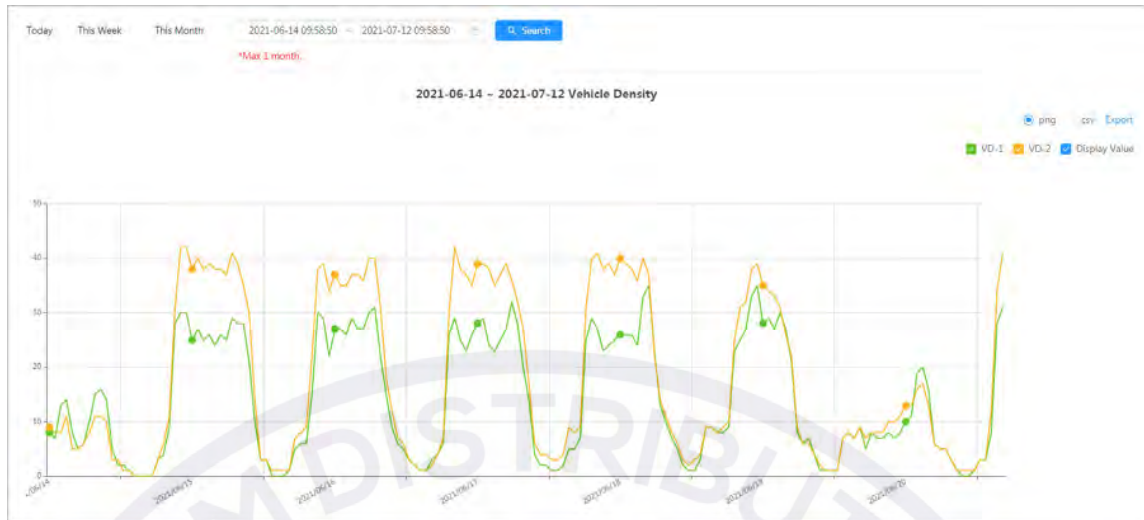 Today This Week This Month 2021-06-14 09:58:50 ~ 2021-07-12 09:58:50 Search
*Max 1 month.
2021-06-14 ~ 2021-07-12 Vehicle Density
png csv Export
VD-1 VD-2 Display Value
50
40
30
20
10
0
06/14 2021/06/15 2021/06/16 2021/06/17 2021/06/18 2021/06/19 2021/06/20
M DISTRIBUT